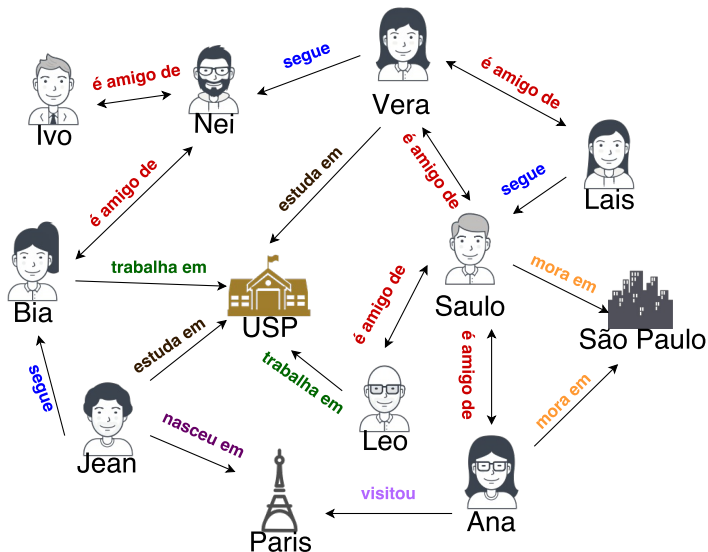 segue
Vera
é amigo de
é amigo de
Ivo
Nei
é amigo de
segue
Lais
estuda em
é amigo de
trabalha em
mora em
Bia
USP
Saulo
São Paulo
é amigo de
estuda em
trabalha em
é amigo de
mora em
segue
Leo
nasceu em
Jean
visitou
Ana
Paris